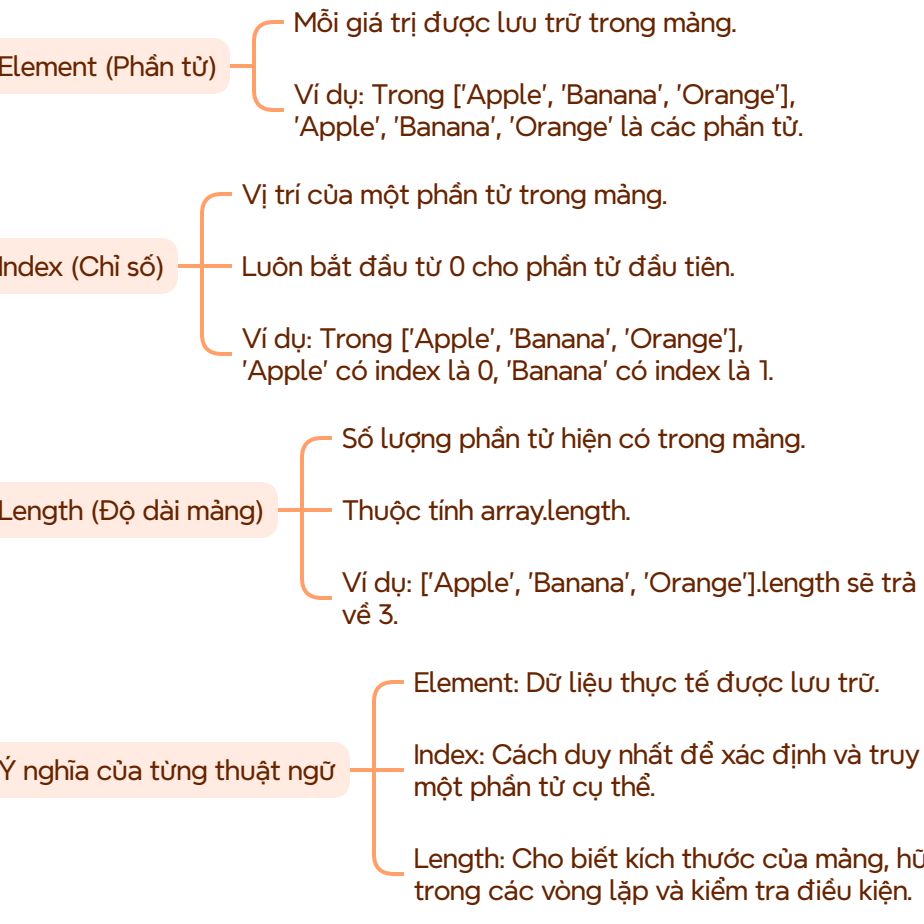 Element (Phần tử)
Mỗi giá trị được lưu trữ trong mảng.
Ví dụ: Trong ['Apple', 'Banana', 'Orange'],
'Apple', 'Banana', 'Orange' là các phần tử.
Index (Chỉ số)
Vị trí của một phần tử trong mảng.
Luôn bắt đầu từ 0 cho phần tử đầu tiên.
Ví dụ: Trong ['Apple', 'Banana', 'Orange'],
'Apple' có index là 0, 'Banana' có index là 1.
Length (Độ dài mảng)
Số lượng phần tử hiện có trong mảng.
Thuộc tính array.length.
Ví dụ: ['Apple', 'Banana', 'Orange'].length sẽ trả
về 3.
Ý nghĩa của từng thuật ngữ
Element: Dữ liệu thực tế được lưu trữ.
Index: Cách duy nhất để xác định và truy
một phần tử cụ thể.
Length: Cho biết kích thước của mảng,
trong các vòng lặp và kiểm tra điều kiện.